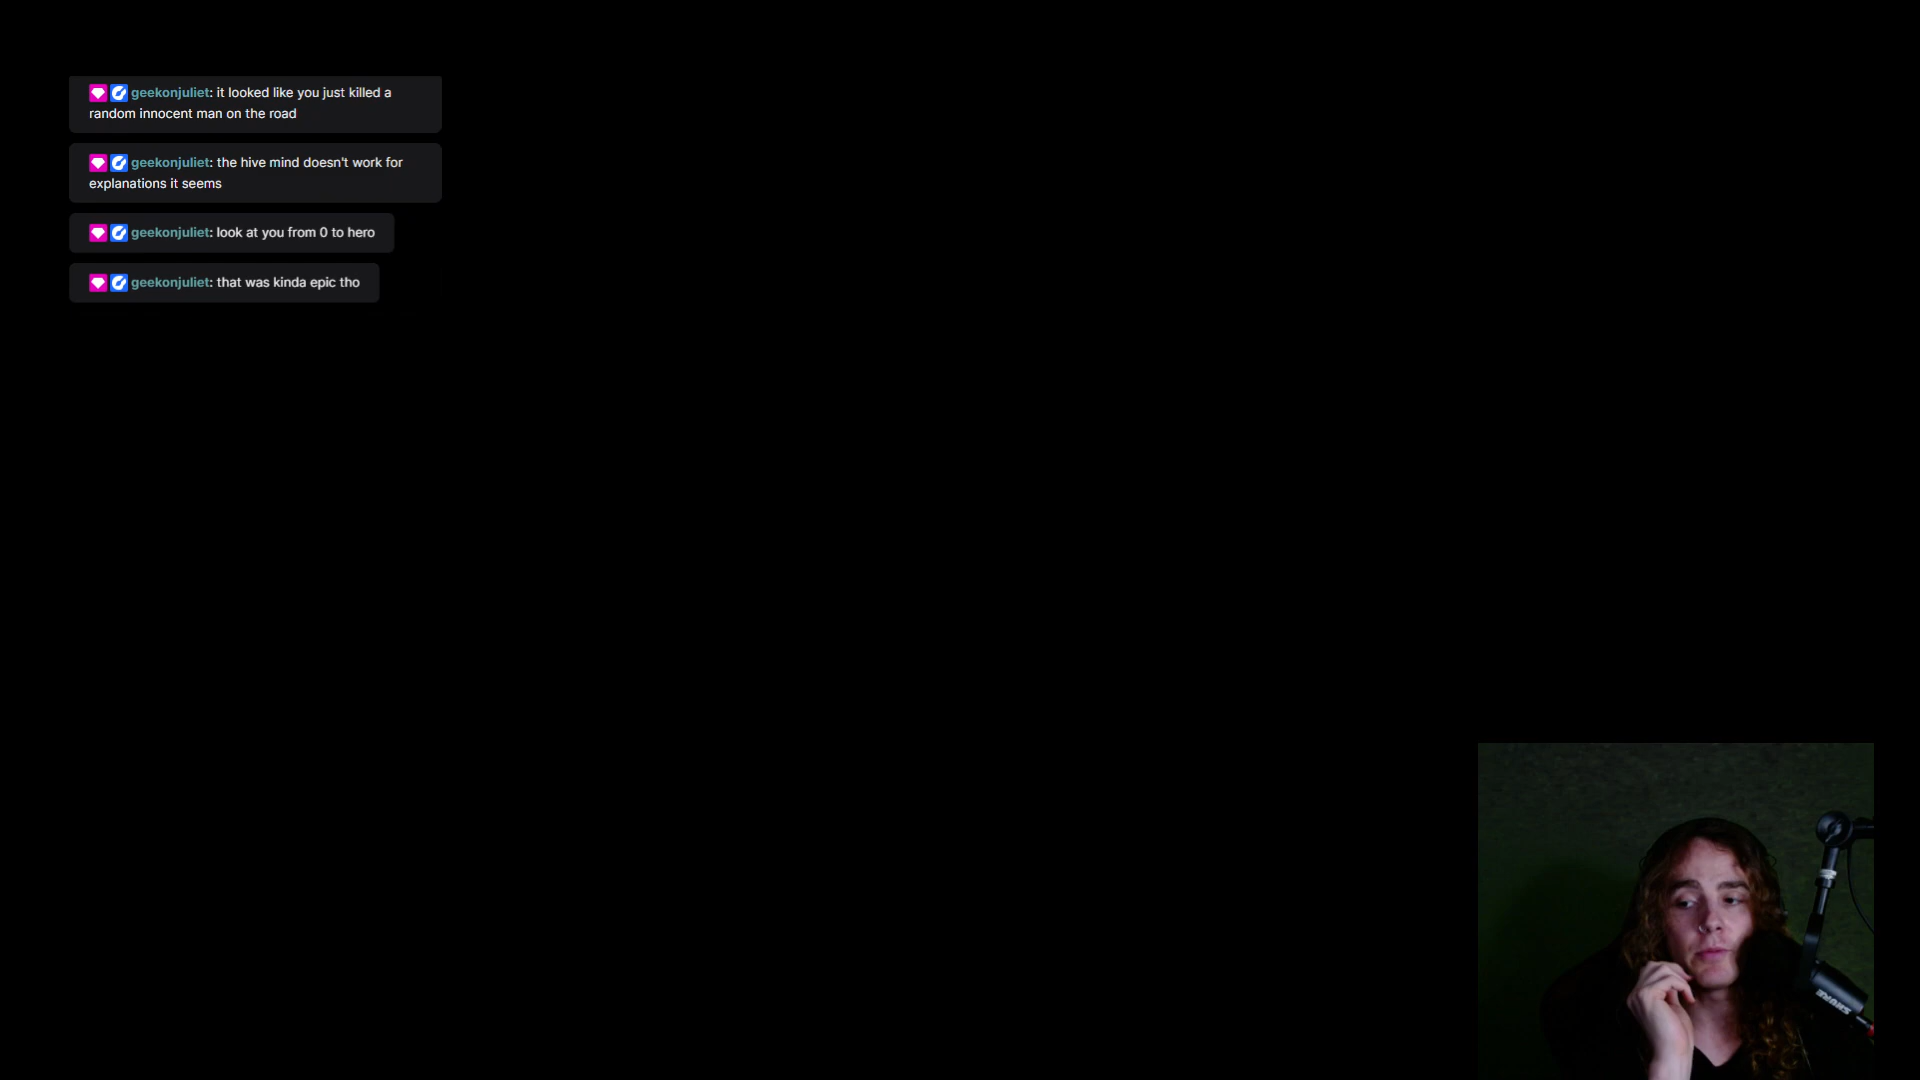 geekonjuliet: it looked like you just killed a
random innocent man on the road
geekonjuliet: the hive mind doesn't work for
explanations it seems
geekonjuliet: look at you from 0 to hero
geekonjuliet: that was kinda epic tho
SHURE